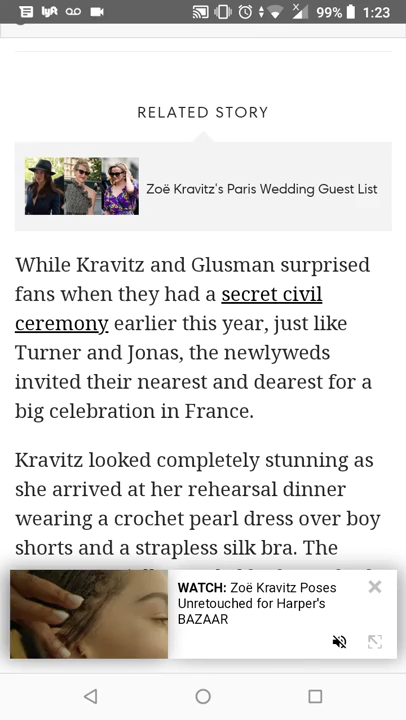 lyft 99% 1:23
RELATED STORY
Zoë Kravitz's Paris Wedding Guest List
While Kravitz and Glusman surprised
fans when they had a secret civil
ceremony earlier this year, just like
Turner and Jonas, the newlyweds
invited their nearest and dearest for a
big celebration in France.
Kravitz looked completely stunning as
she arrived at her rehearsal dinner
wearing a crochet pearl dress over boy
shorts and a strapless silk bra. The
WATCH: Zoë Kravitz Poses
Unretouched for Harper's
BAZAAR